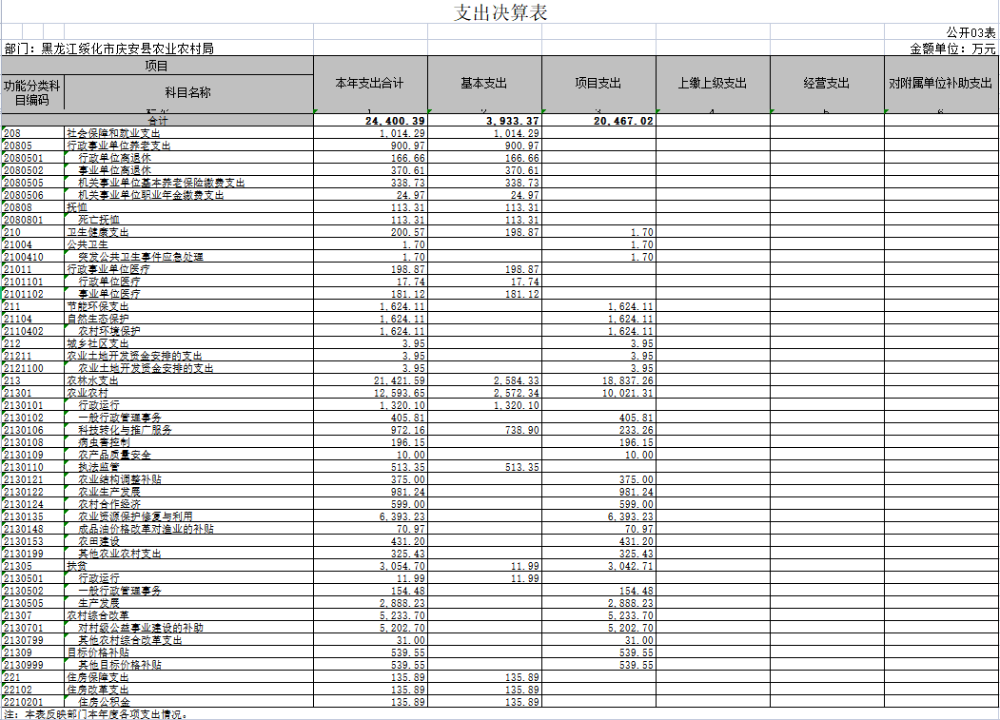 支出决算表
公开03表
部门：黑龙江绥化市庆安县农业农村局 金额单位：万元
项目 本年支出合计 基本支出 项目支出 上缴上级支出 经营支出 对附属单位补助支出
功能分类科目编码 科目名称
合计 24,400.39 3,933.37 20,467.02
208 社会保障和就业支出 1,014.29 1,014.29
20805 行政事业单位养老支出 900.97 900.97
2080501 行政单位离退休 166.66 166.66
2080502 事业单位离退休 370.61 370.61
2080505 机关事业单位基本养老保险缴费支出 338.73 338.73
2080506 机关事业单位职业年金缴费支出 24.97 24.97
20808 抚恤 113.31 113.31
2080801 死亡抚恤 113.31 113.31
210 卫生健康支出 200.57 198.87 1.70
21004 公共卫生 1.70 1.70
2100410 突发公共卫生事件应急处理 1.70 1.70
21011 行政事业单位医疗 198.87 198.87
2101101 行政单位医疗 17.74 17.74
2101102 事业单位医疗 181.12 181.12
211 节能环保支出 1,624.11 1,624.11
21104 自然生态保护 1,624.11 1,624.11
2110402 农村环境保护 1,624.11 1,624.11
212 城乡社区支出 3.95 3.95
21211 农业土地开发资金安排的支出 3.95 3.95
2121100 农业土地开发资金安排的支出 3.95 3.95
213 农林水支出 21,421.59 2,584.33 18,837.26
21301 农业农村 12,593.65 2,572.34 10,021.31
2130101 行政运行 1,320.10 1,320.10
2130102 一般行政管理事务 405.81 405.81
2130106 科技转化与推广服务 972.16 738.90 233.26
2130108 病虫害控制 196.15 196.15
2130109 农产品质量安全 10.00 10.00
2130110 执法监管 513.35 513.35
2130121 农业结构调整补贴 375.00 375.00
2130122 农业生产发展 981.24 981.24
2130124 农村合作经济 599.00 599.00
2130135 农业资源保护修复与利用 6,393.23 6,393.23
2130148 成品油价格改革对渔业的补贴 70.97 70.97
2130153 农田建设 431.20 431.20
2130199 其他农业农村支出 325.43 325.43
21305 扶贫 3,054.70 11.99 3,042.71
2130501 行政运行 11.99 11.99
2130502 一般行政管理事务 154.48 154.48
2130505 生产发展 2,888.23 2,888.23
21307 农村综合改革 5,233.70 5,233.70
2130701 对村级公益事业建设的补助 5,202.70 5,202.70
2130799 其他农村综合改革支出 31.00 31.00
21309 目标价格补贴 539.55 539.55
2130999 其他目标价格补贴 539.55 539.55
221 住房保障支出 135.89 135.89
22102 住房改革支出 135.89 135.89
2210201 住房公积金 135.89 135.89
注：本表反映部门本年度各项支出情况。